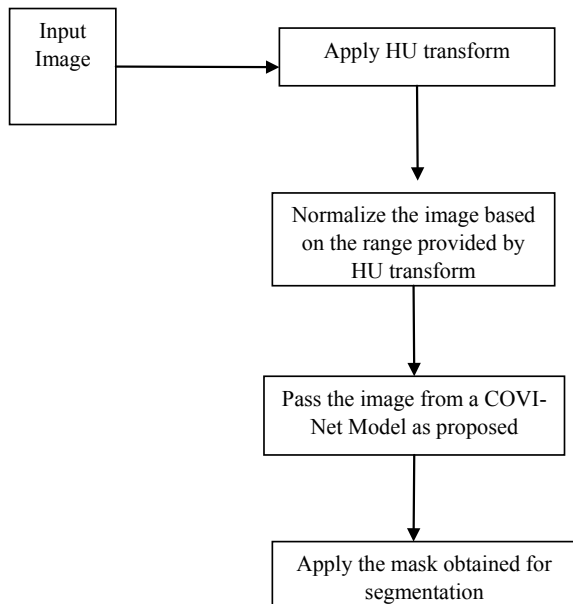 Input
Image
Apply HU transform
Normalize the image based
on the range provided by
HU transform
Pass the image from a COVI-
Net Model as proposed
Apply the mask obtained for
segmentation